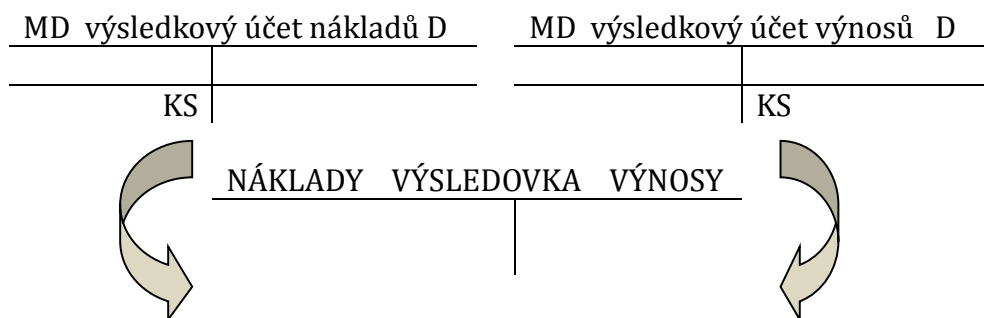 MD výsledkový účet nákladů D
MD výsledkový účet výnosů D
KS
KS
NÁKLADY VÝSLEDOVKA VÝNOSY